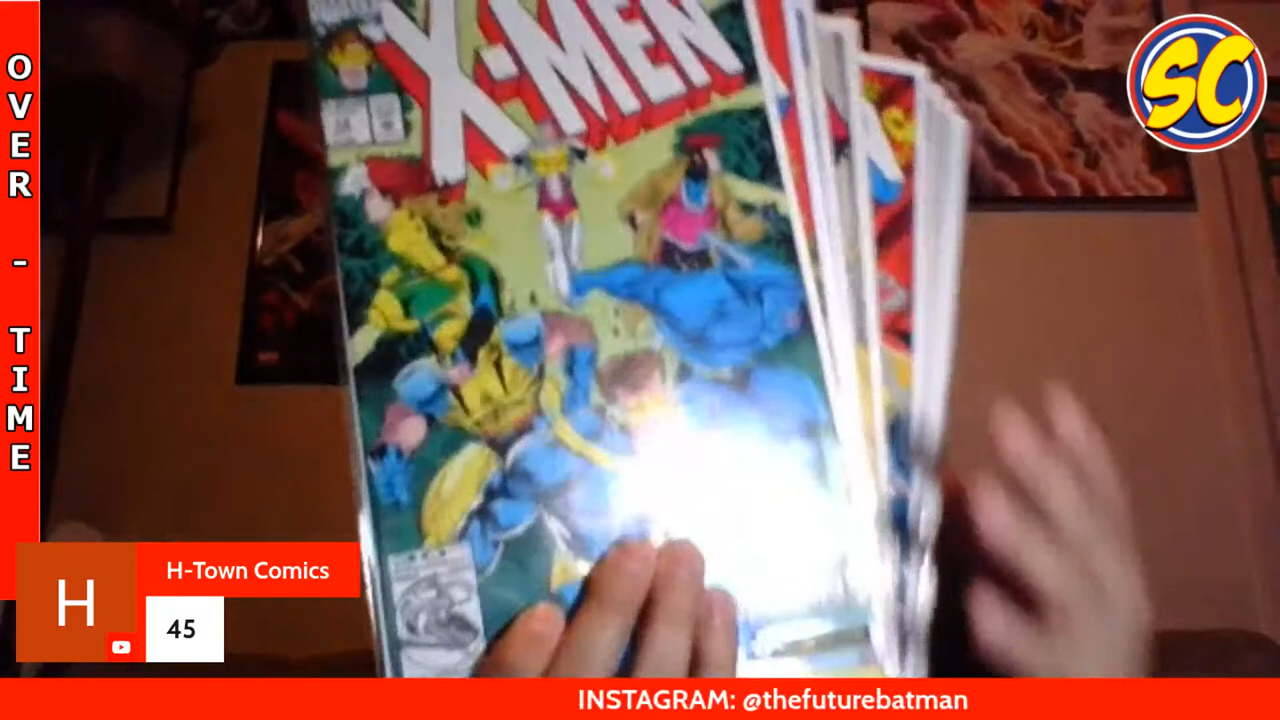 OVER-TIME
X-MEN
SC
H
H-Town Comics
45
INSTAGRAM: @thefuturebatman